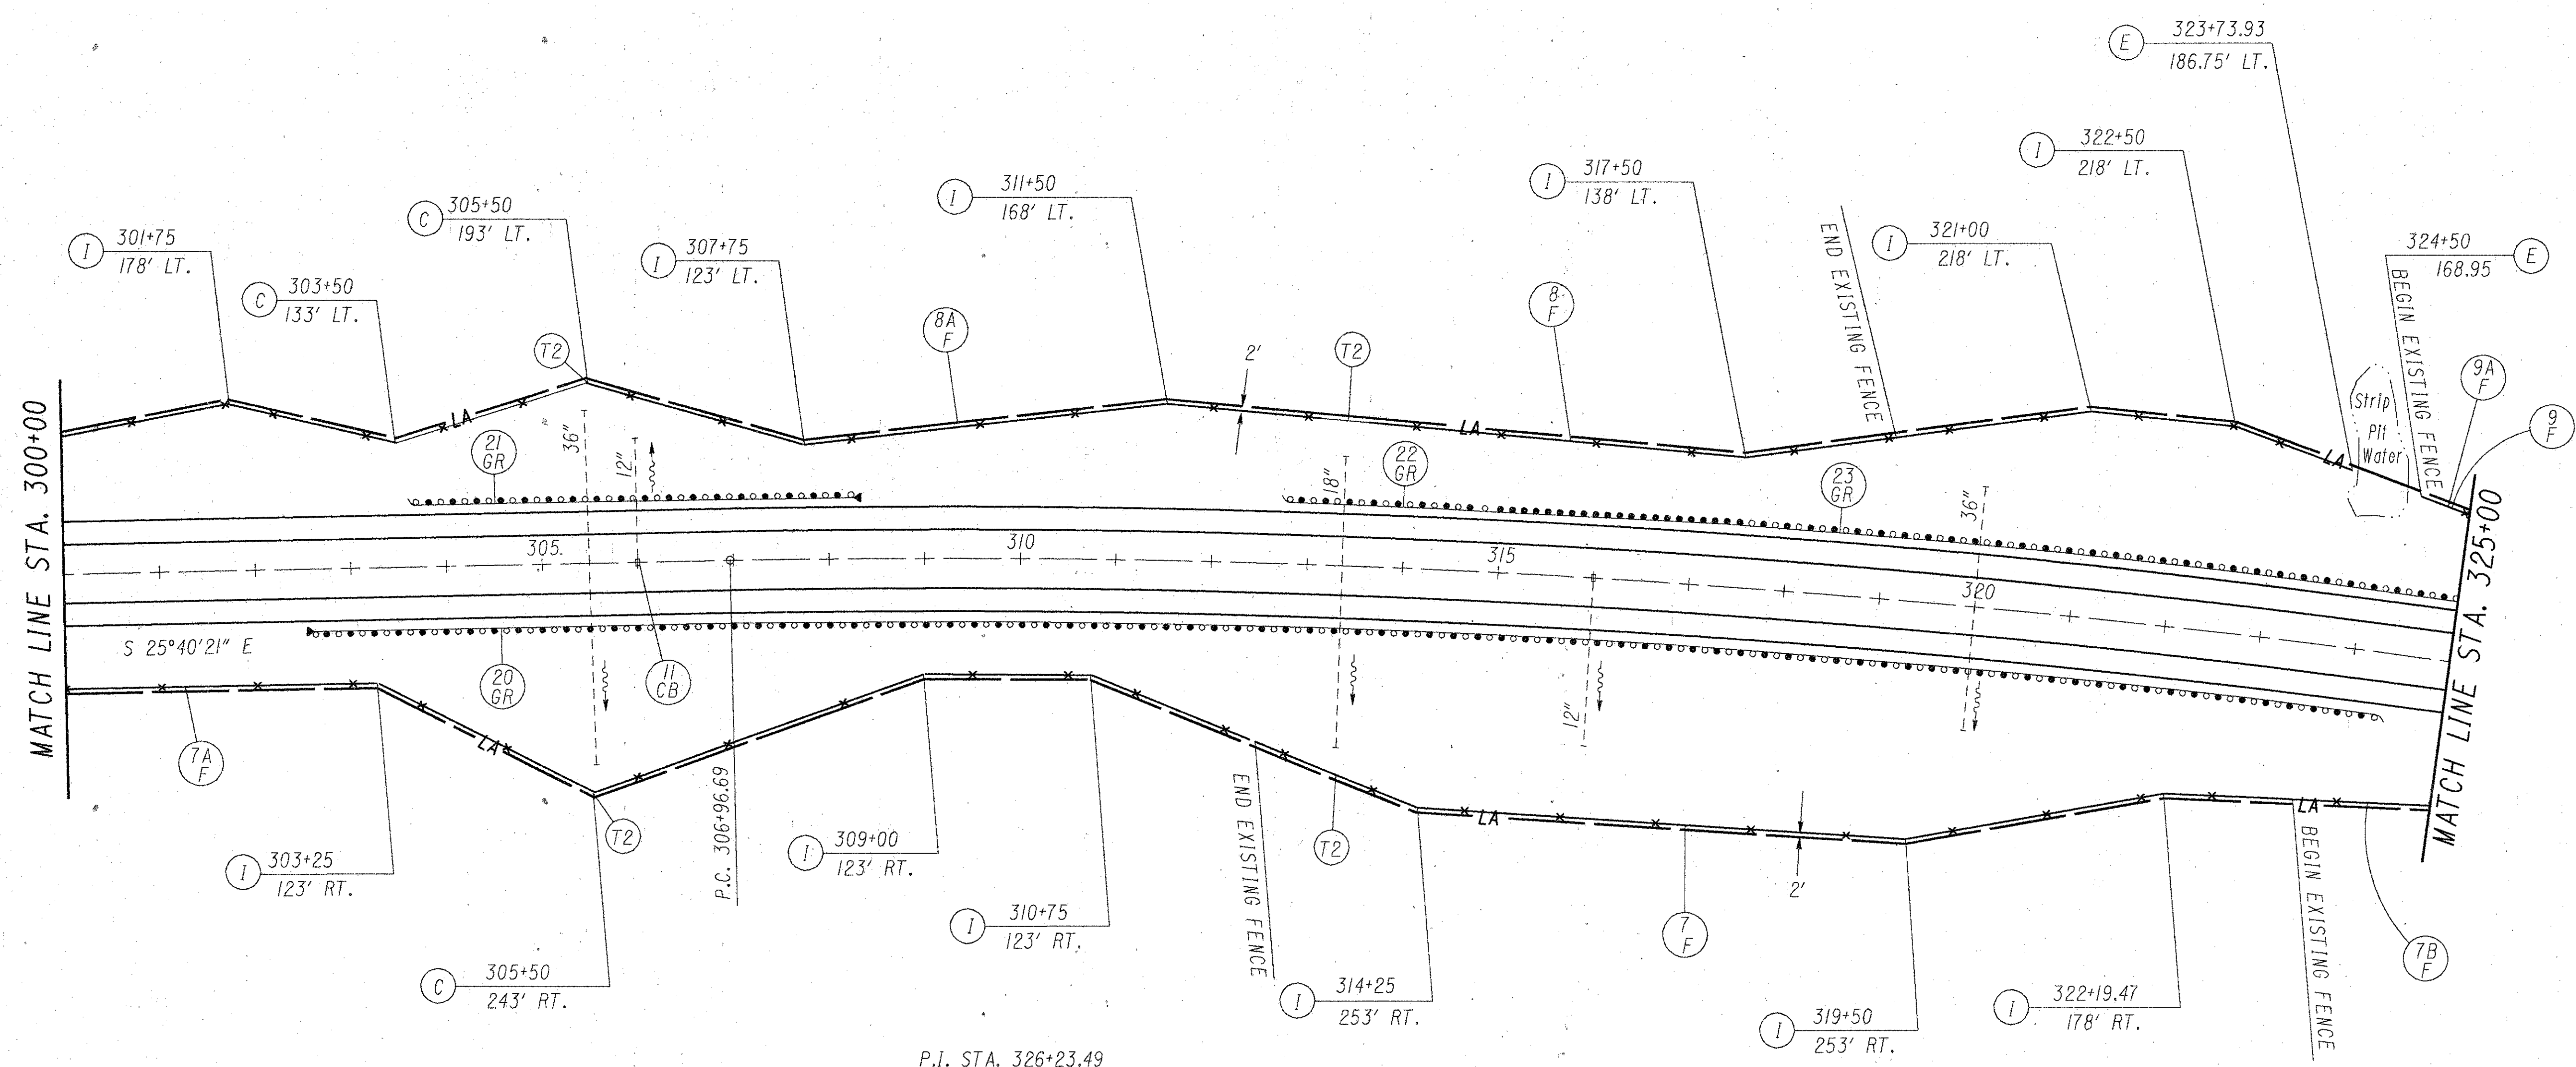 E
323+73.93
186.75' LT.
I
322+50
218' LT.
I
317+50
138' LT.
I
311+50
168' LT.
C
305+50
193' LT.
I
301+75
178' LT.
I
307+75
123' LT.
C
303+50
133' LT.
I
321+00
218' LT.
324+50
168.95
E
END EXISTING FENCE
BEGIN EXISTING FENCE
8A
F
8
F
T2
T2
2'
9A
F
9
F
Strip
Pit
Water
LA
LA
LA
21
GR
36"
12"
18"
22
GR
23
GR
36"
MATCH LINE STA. 300+00
MATCH LINE STA. 325+00
305
310
315
320
S 25°40'21" E
20
GR
11
CB
12"
7A
F
LA
LA
LA
T2
T2
P.C. 306+96.69
END EXISTING FENCE
BEGIN EXISTING FENCE
2'
7
F
7B
F
I
303+25
123' RT.
I
309+00
123' RT.
I
310+75
123' RT.
C
305+50
243' RT.
I
314+25
253' RT.
I
319+50
253' RT.
I
322+19.47
178' RT.
P.I. STA. 326+23.49